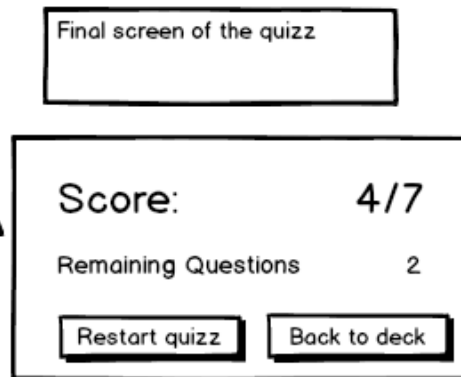 Final screen of the quizz
Score: 4/7
Remaining Questions 2
Restart quizz Back to deck